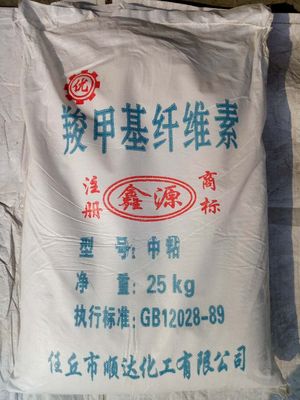 优
羧甲基纤维素
注册
鑫源
商标
型号:中粘
净重:25kg
执行标准:GB12028-89
任丘市顺达化工有限公司